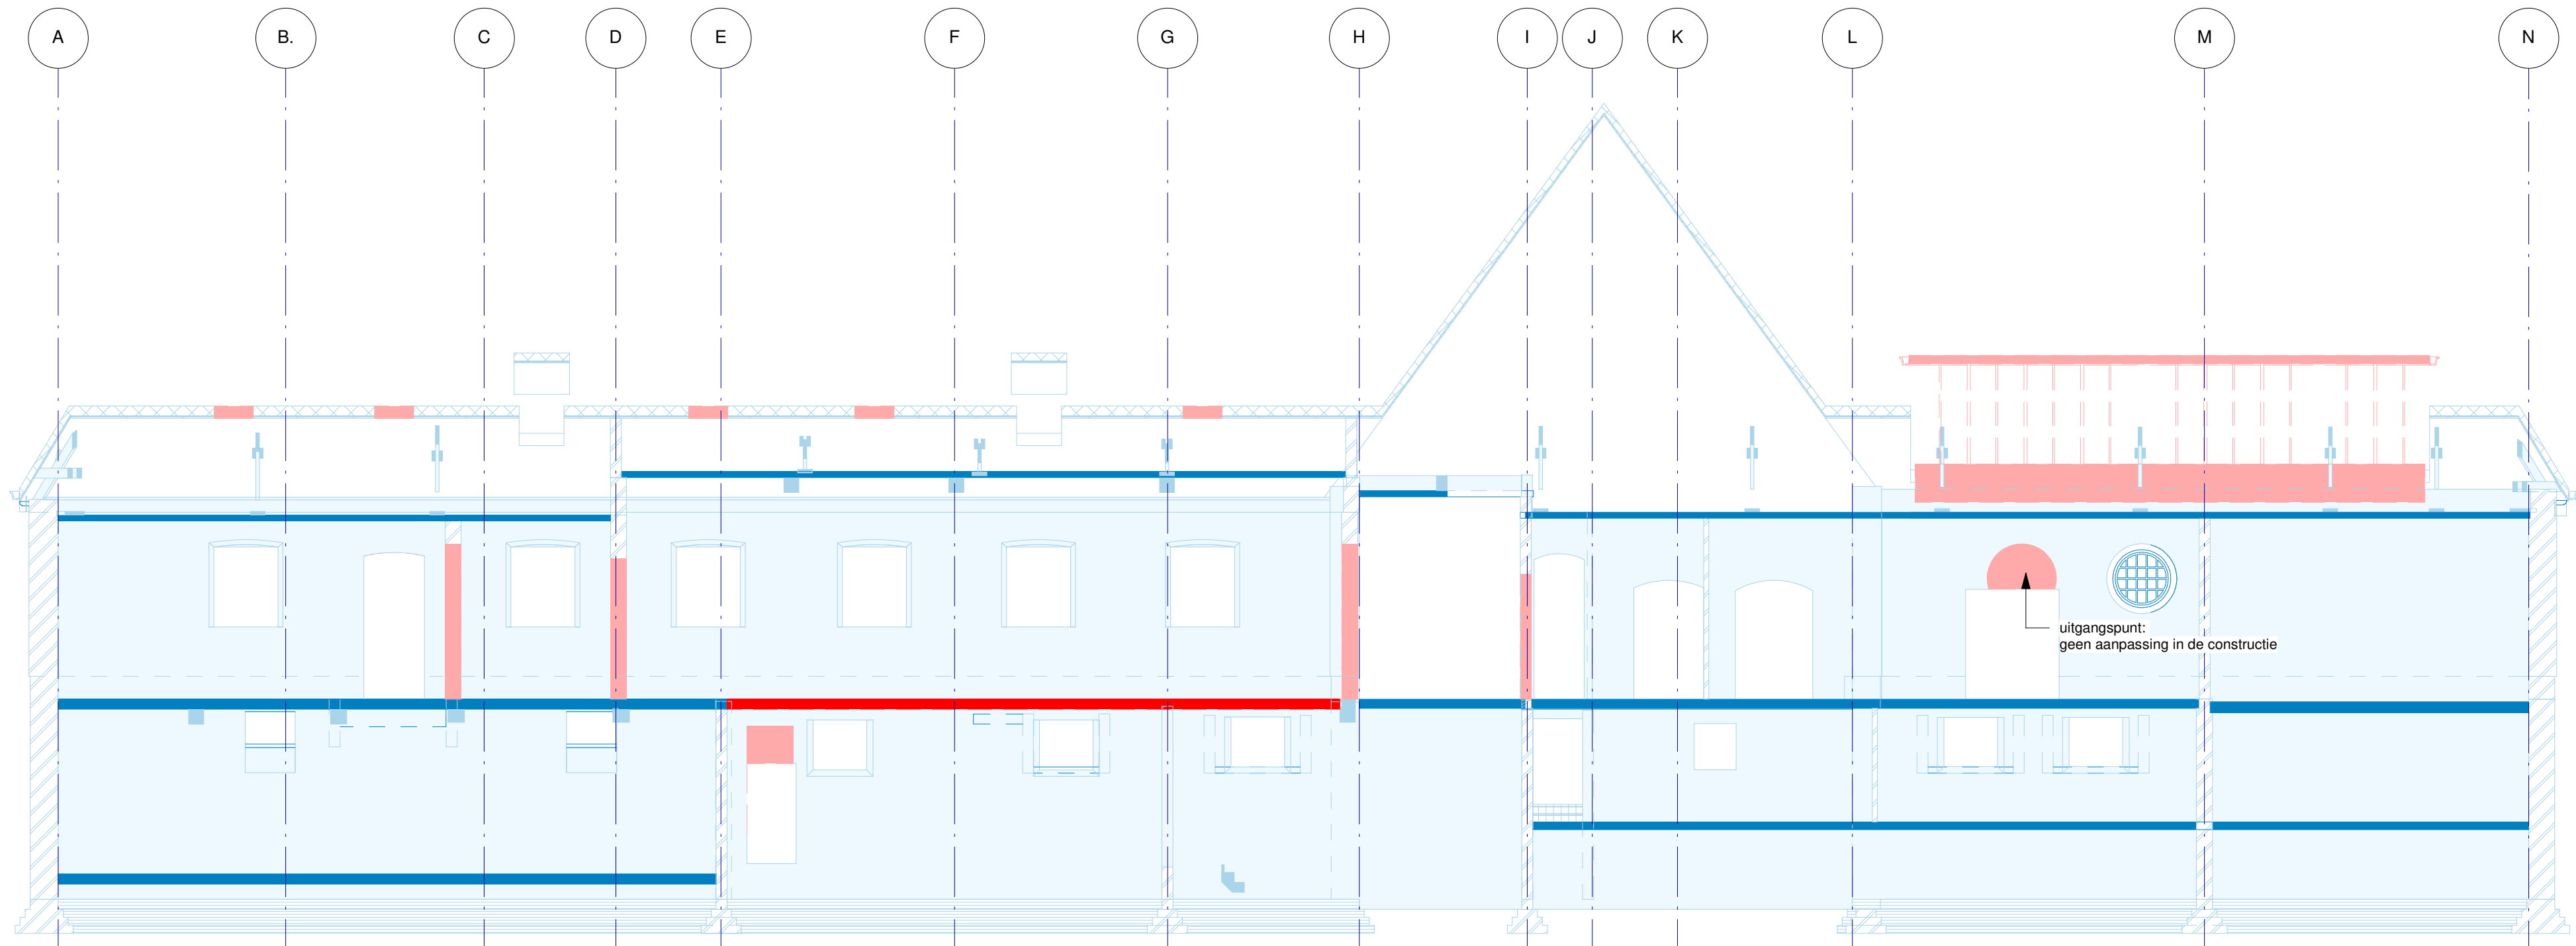 A B. C D E F G H I J K L M N
uitgangspunt:
geen aanpassing in de constructie